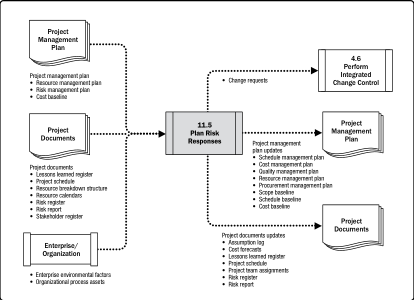 Project
Management
Plan
Project management plan
• Resource management plan
• Risk management plan
• Cost baseline
Project
Documents
Project documents
• Lessons learned register
• Project schedule
• Resource breakdown structure
• Resource calendars
• Risk register
• Risk report
• Stakeholder register
Enterprise/
Organization
• Enterprise environmental factors
• Organizational process assets
11.5
Plan Risk
Responses
• Change requests
4.6
Perform
Integrated
Change Control
Project management
plan updates
• Schedule management plan
• Cost management plan
• Quality management plan
• Resource management plan
• Procurement management plan
• Scope baseline
• Schedule baseline
• Cost baseline
Project
Management
Plan
Project documents updates
• Assumption log
• Cost forecasts
• Lessons learned register
• Project schedule
• Project team assignments
• Risk register
• Risk report
Project
Documents